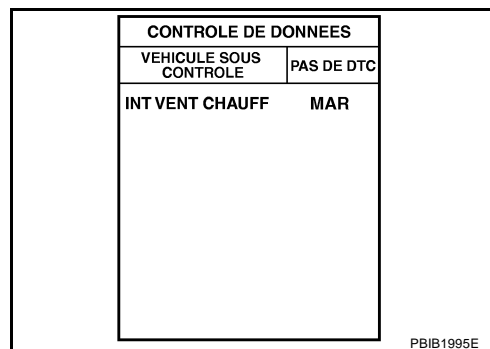 CONTROLE DE DONNEES
VEHICULE SOUS CONTROLE PAS DE DTC
INT VENT CHAUFF MAR
PBIB1995E